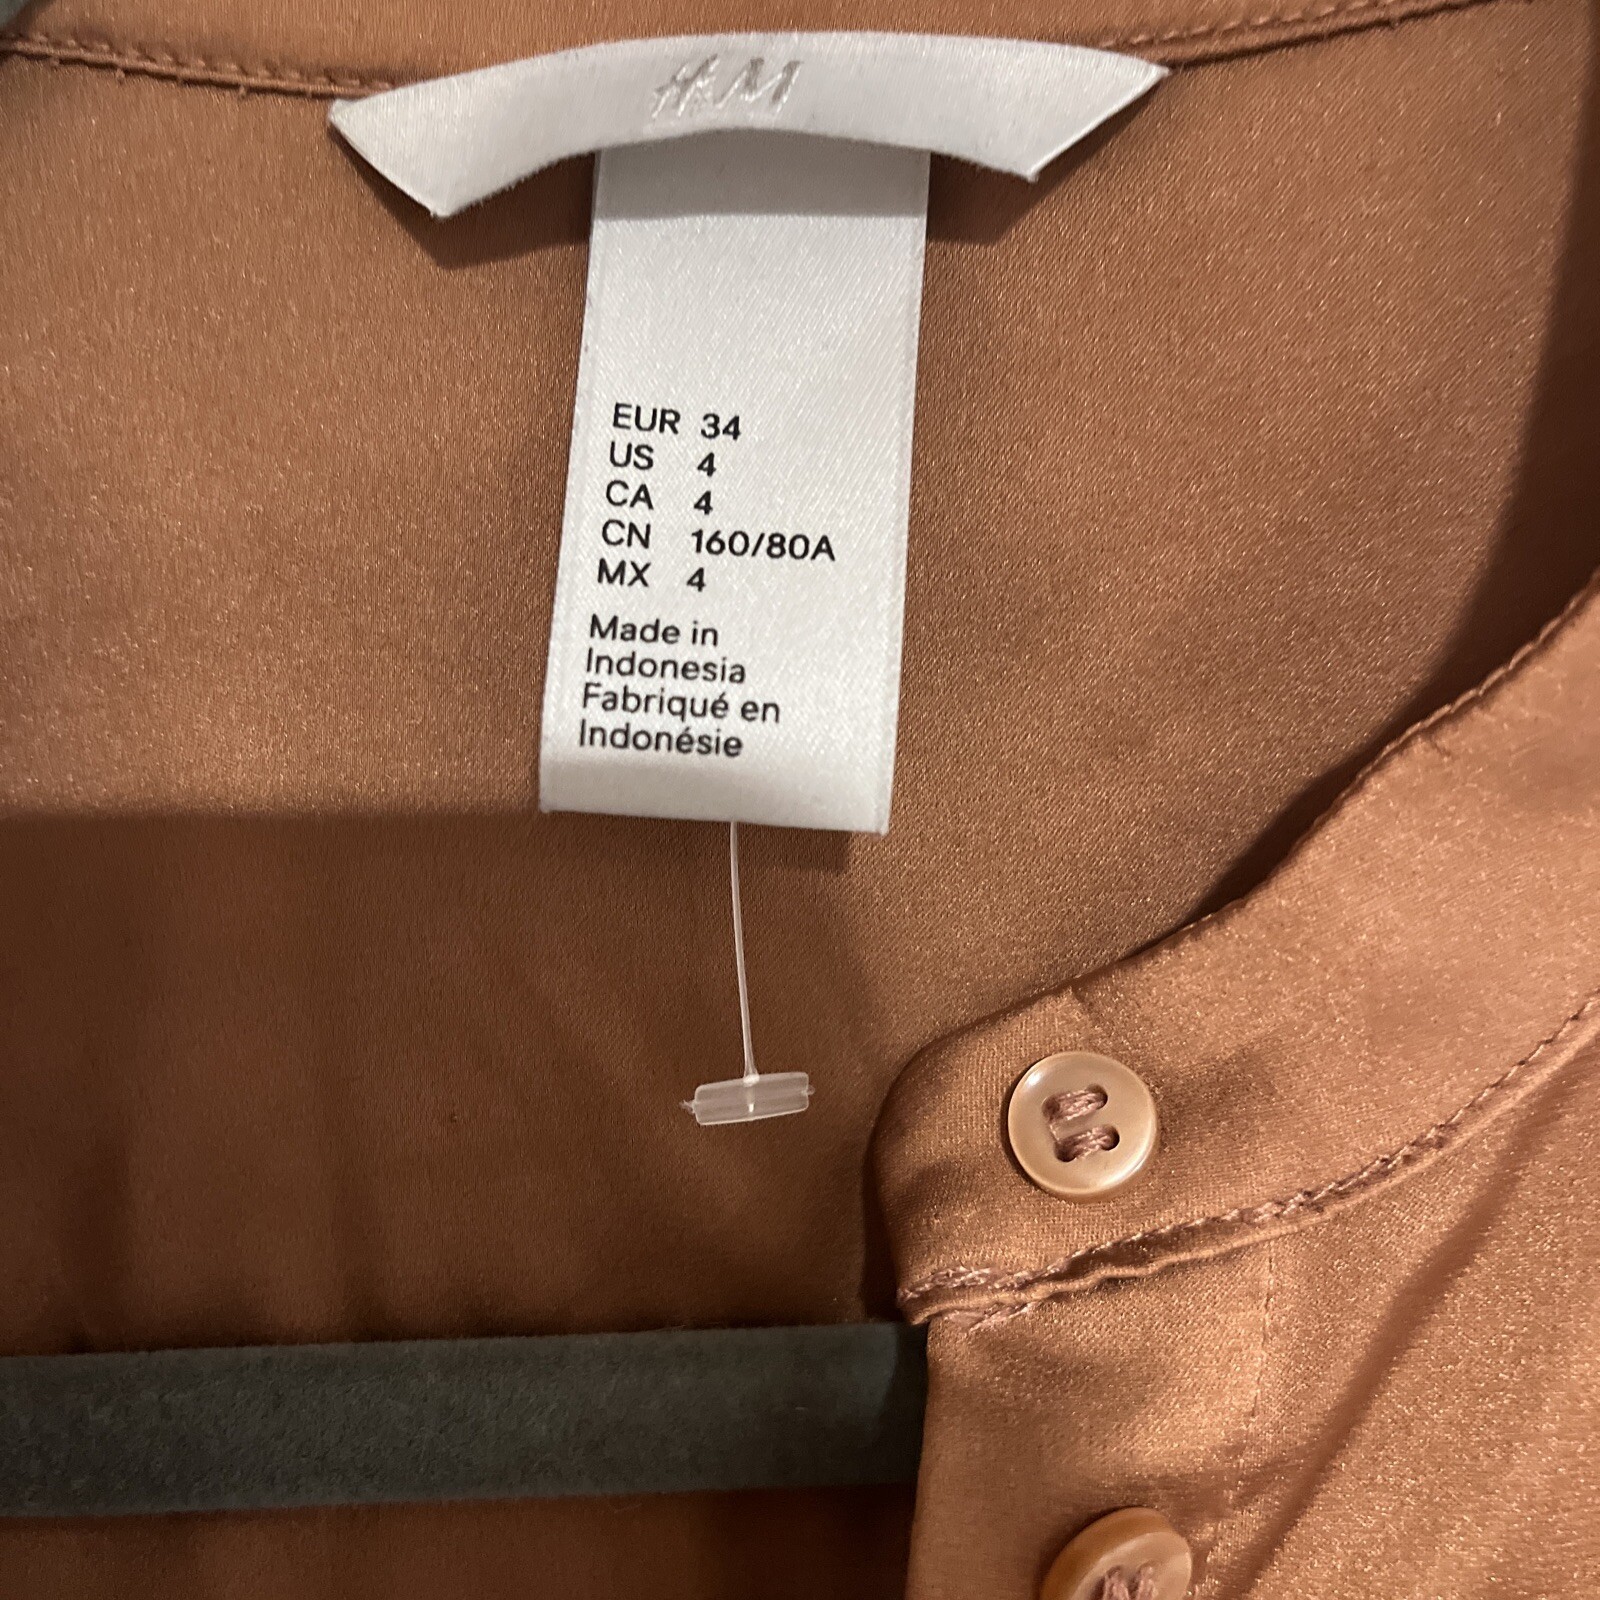 H&M
EUR 34
US 4
CA 4
CN 160/80A
MX 4
Made in
Indonesia
Fabriqué en
Indonésie